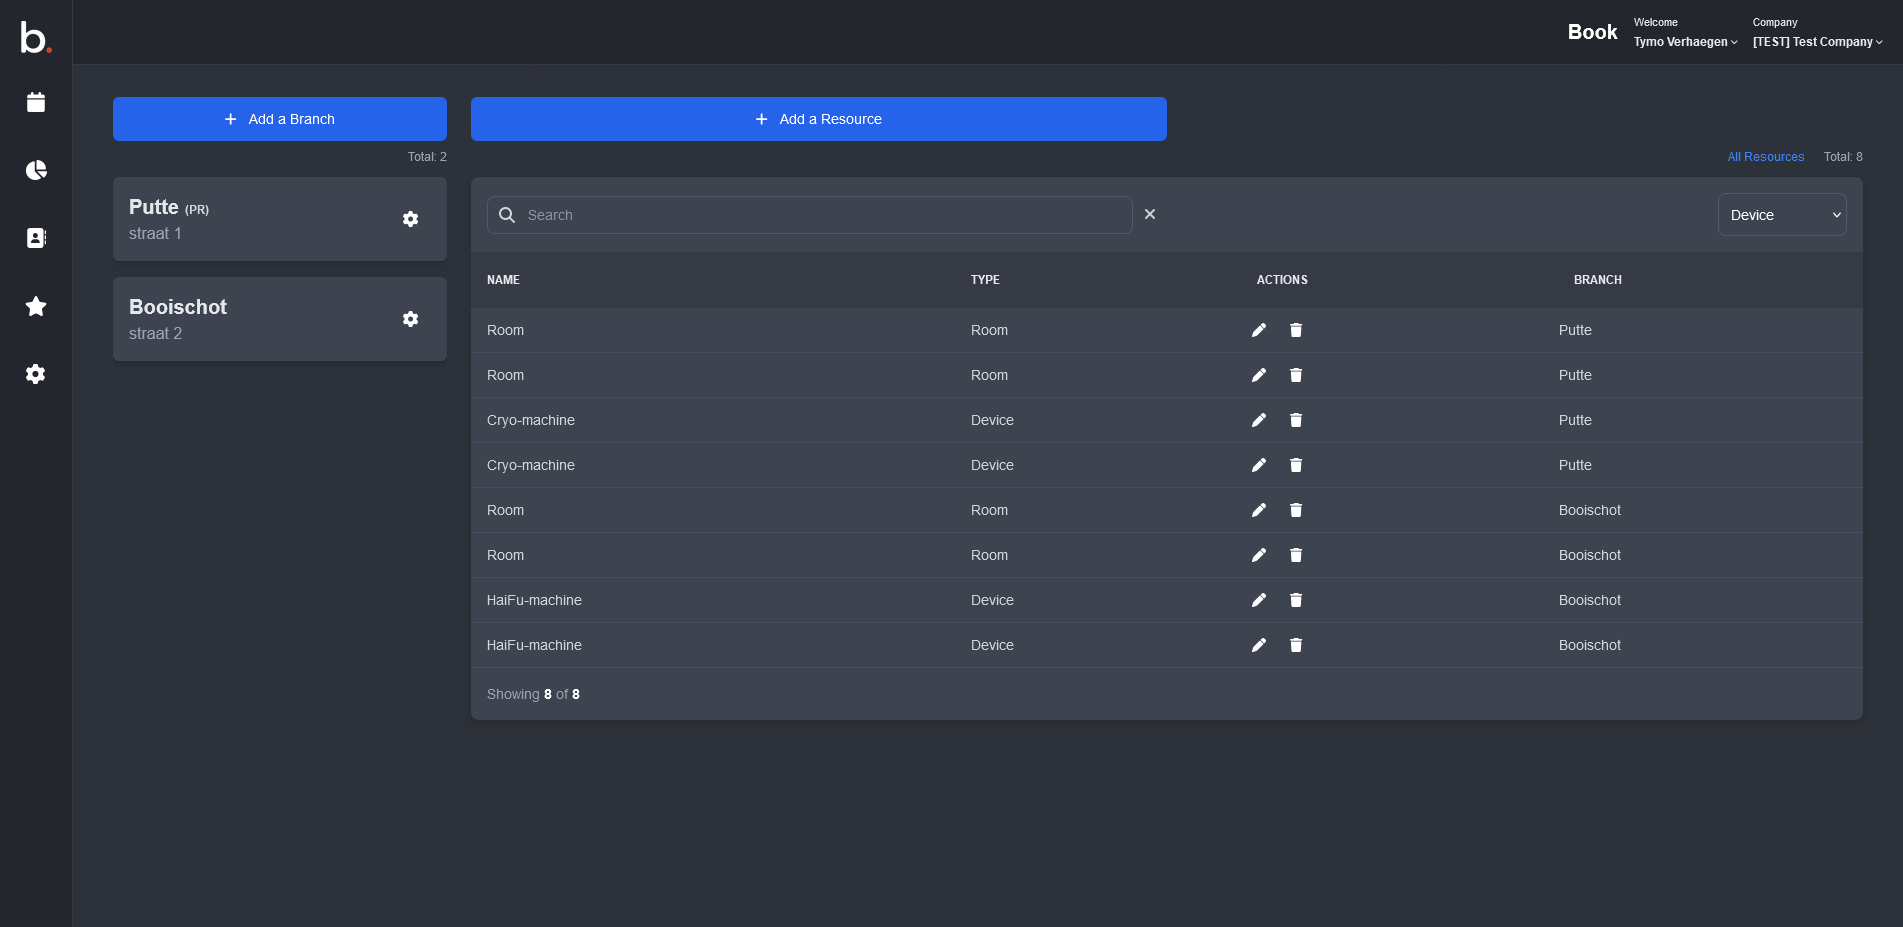 b.
Book
Welcome
Tymo Verhaegen
Company
[TEST] Test Company
+ Add a Branch
+ Add a Resource
Total: 2
All Resources Total: 8
Putte (PR)
straat 1
Booischot
straat 2
Search
Device
NAME TYPE ACTIONS BRANCH
Room Room Putte
Room Room Putte
Cryo-machine Device Putte
Cryo-machine Device Putte
Room Room Booischot
Room Room Booischot
HaiFu-machine Device Booischot
HaiFu-machine Device Booischot
Showing 8 of 8